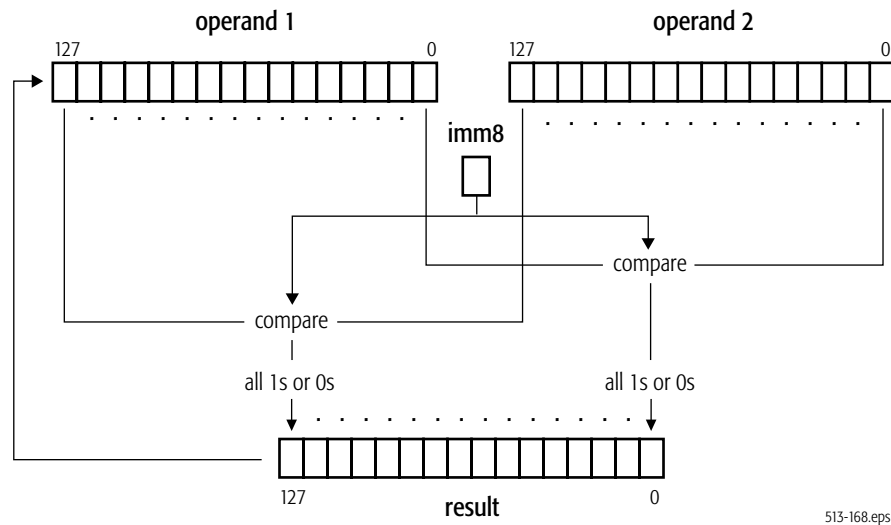 operand 1 operand 2
127 0 127 0
. . . . . . . . . . . . . . . . . . . . . . . . . . . .
imm8
compare
compare
all 1s or 0s all 1s or 0s
. . . . . . . . . . . . . .
127 0
result
513-168.eps